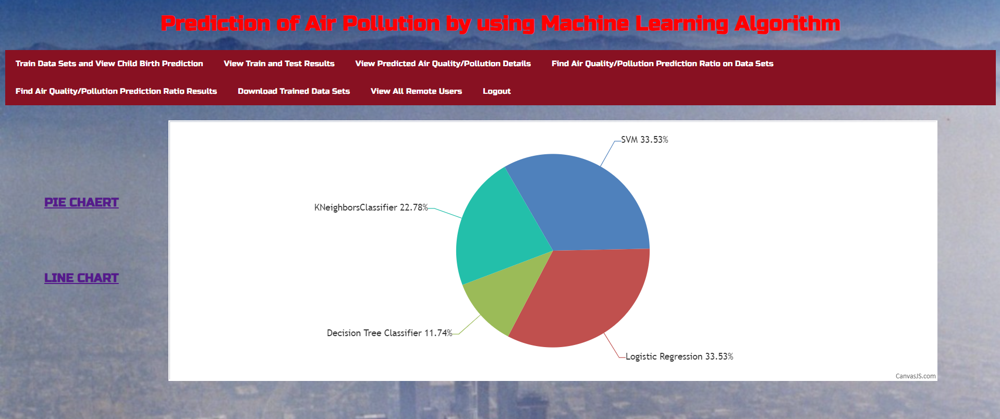 Prediction of Air Pollution by using Machine Learning Algorithm
Train Data Sets and View Child Birth Prediction View Train and Test Results View Predicted Air Quality/Pollution Details Find Air Quality/Pollution Prediction Ratio on Data Sets
Find Air Quality/Pollution Prediction Ratio Results Download Trained Data Sets View All Remote Users Logout
SVM 33.53%
PIE CHAERT
KNeighborsClassifier 22.78%
LINE CHART
Decision Tree Classifier 11.74%
Logistic Regression 33.53%
CanvasJS.com